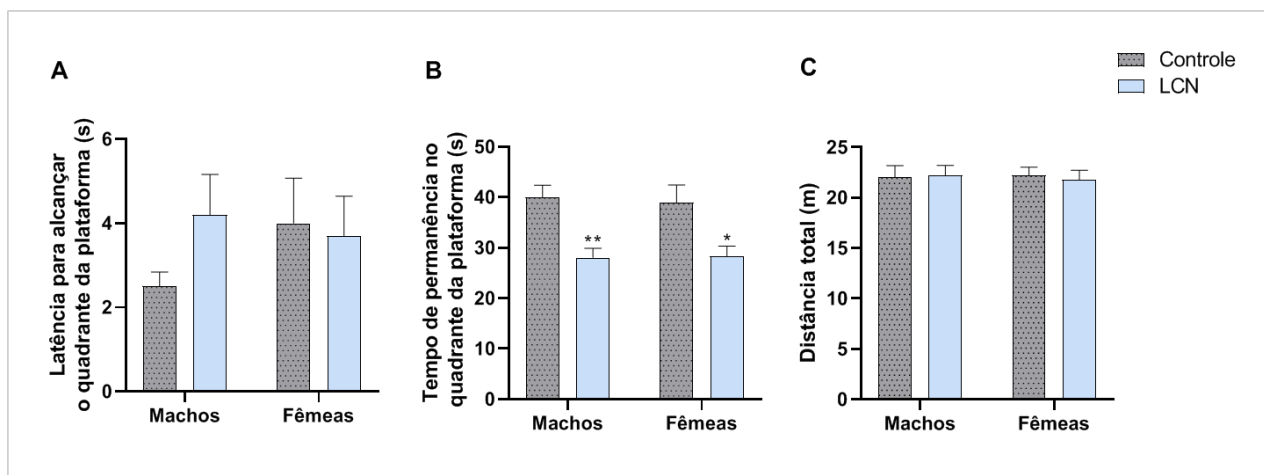 A
Latência para alcançar
o quadrante da plataforma (s)
6
4
2
0
Machos
Fêmeas
B
Tempo de permanência no
quadrante da plataforma (s)
50
40
30
20
10
0
**
*
Machos
Fêmeas
C
Distância total (m)
25
20
15
10
5
0
Machos
Fêmeas
Controle
LCN